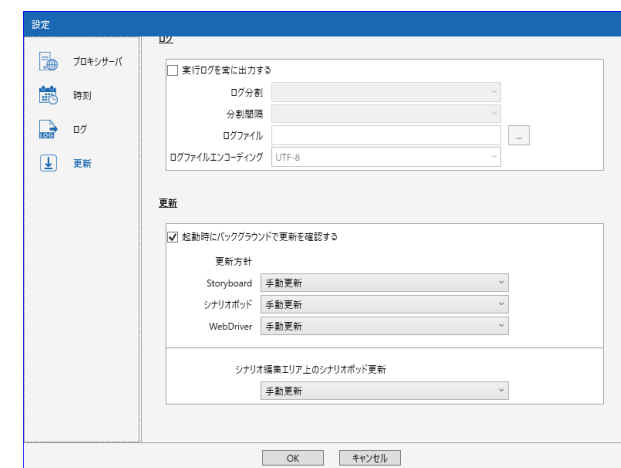 設定
プロキシサーバ
時刻
ログ
更新
ログ
実行ログを常に出力する
ログ分割
分割間隔
ログファイル
...
ログファイルエンコーディング UTF-8
更新
起動時にバックグラウンドで更新を確認する
更新方針
Storyboard 手動更新
シナリオポッド 手動更新
WebDriver 手動更新
シナリオ編集エリア上のシナリオポッド更新
手動更新
OK キャンセル